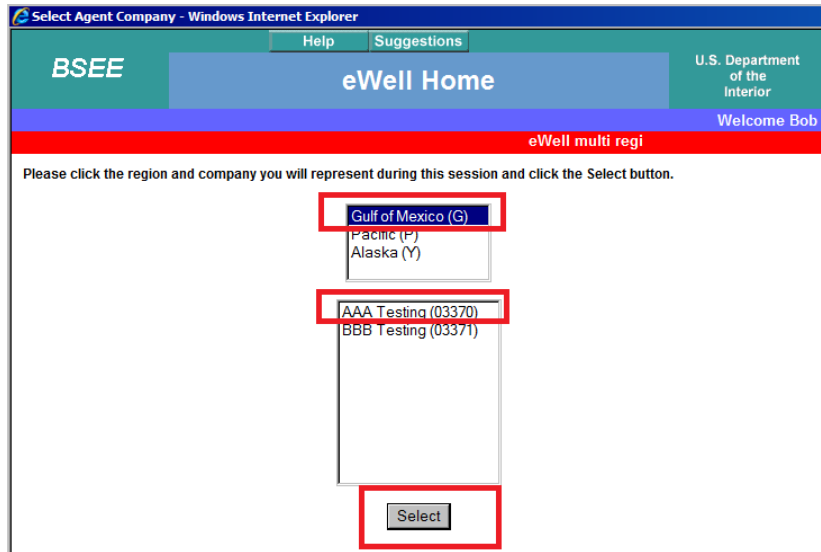 Select Agent Company - Windows Internet Explorer
Help Suggestions
BSEE
eWell Home
U.S. Department
of the
Interior
Welcome Bob
eWell multi regi
Please click the region and company you will represent during this session and click the Select button.
Gulf of Mexico (G)
Pacific (P)
Alaska (Y)
AAA Testing (03370)
BBB Testing (03371)
Select